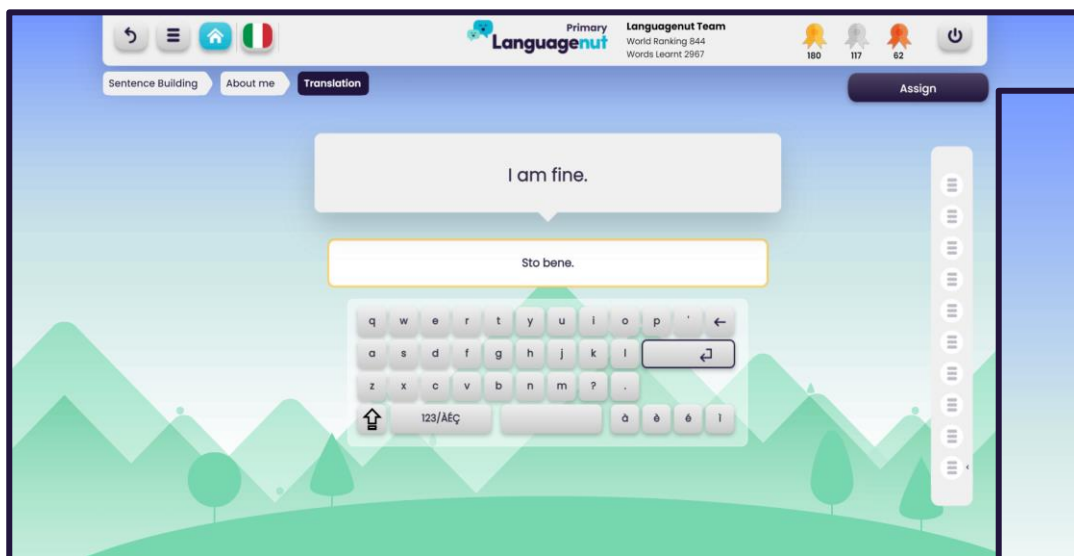 Primary
Languagenut
Languagenut Team
World Ranking 844
Words Learnt 2967
180
117
62
Sentence Building
About me
Translation
Assign
I am fine.
Sto bene.
q w e r t y u i o p '
a s d f g h j k l
z x c v b n m ? .
123/ÀÉÇ à è é ì